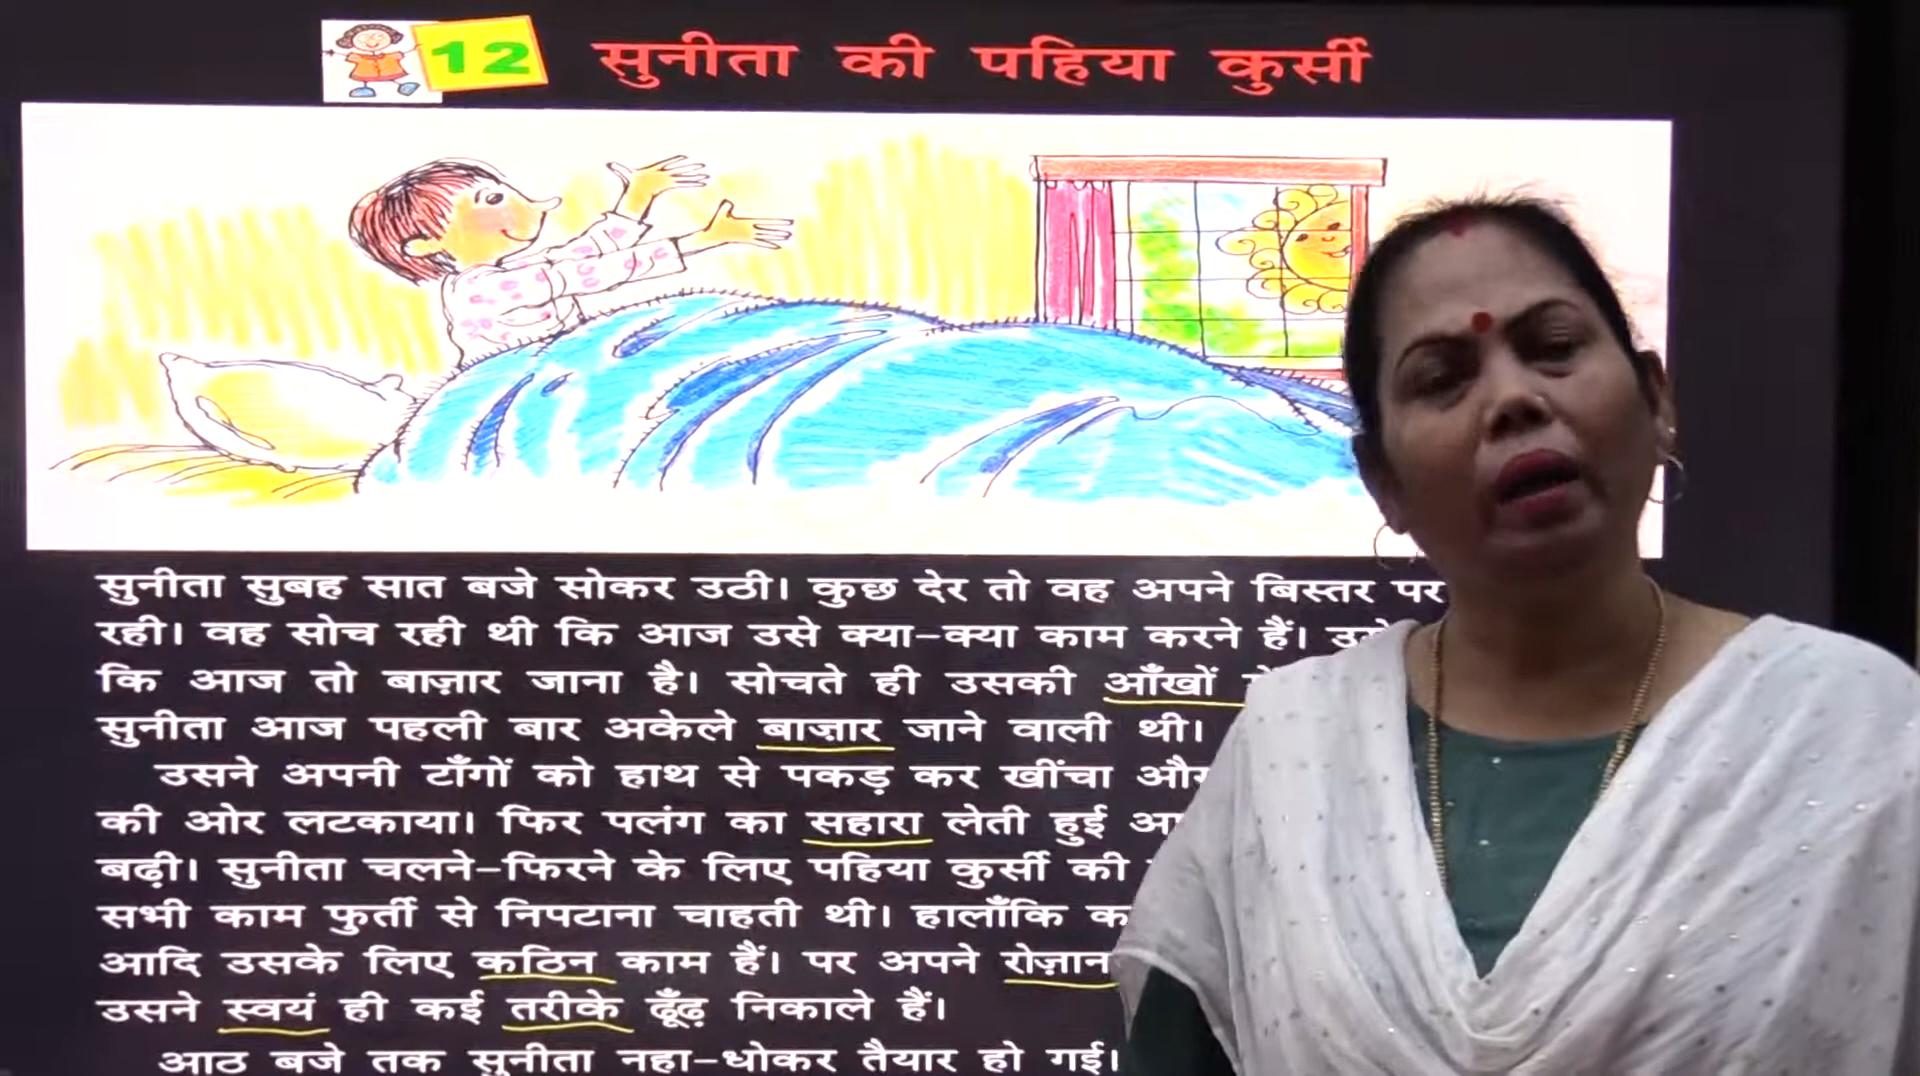 12 सुनीता की पहिया कुर्सी
सुनीता सुबह सात बजे सोकर उठी। कुछ देर तो वह अपने बिस्तर पर
रही। वह सोच रही थी कि आज उसे क्या-क्या काम करने हैं।
कि आज तो बाज़ार जाना है। सोचते ही उसकी आँखों
सुनीता आज पहली बार अकेले बाज़ार जाने वाली थी।
उसने अपनी टाँगों को हाथ से पकड़ कर खींचा
की ओर लटकाया। फिर पलंग का सहारा लेती हुई
बढ़ी। सुनीता चलने-फिरने के लिए पहिया कुर्सी की
सभी काम फुर्ती से निपटाना चाहती थी। हालाँकि
आदि उसके लिए कठिन काम हैं। पर अपने
उसने स्वयं ही कई तरीके ढूँढ़ निकाले हैं।
आठ बजे तक सुनीता नहा-धोकर तैयार हो गई।